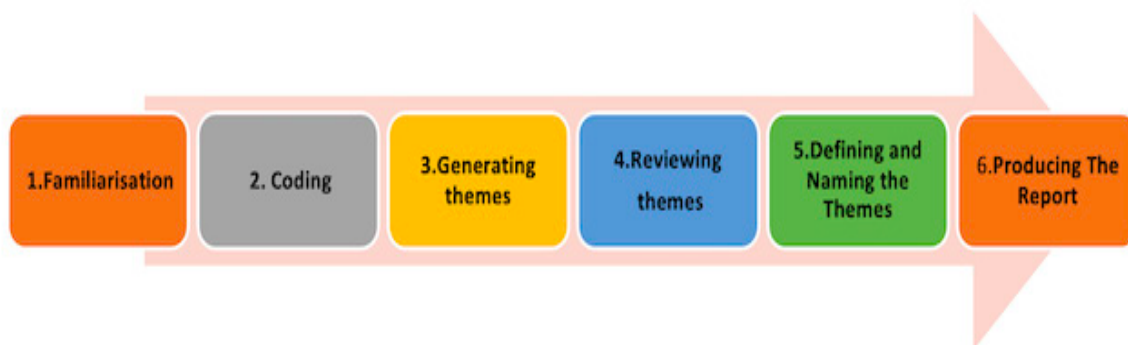 1.Familiarisation
2. Coding
3.Generating
themes
4.Reviewing
themes
5.Defining and
Naming the
Themes
6.Producing The
Report